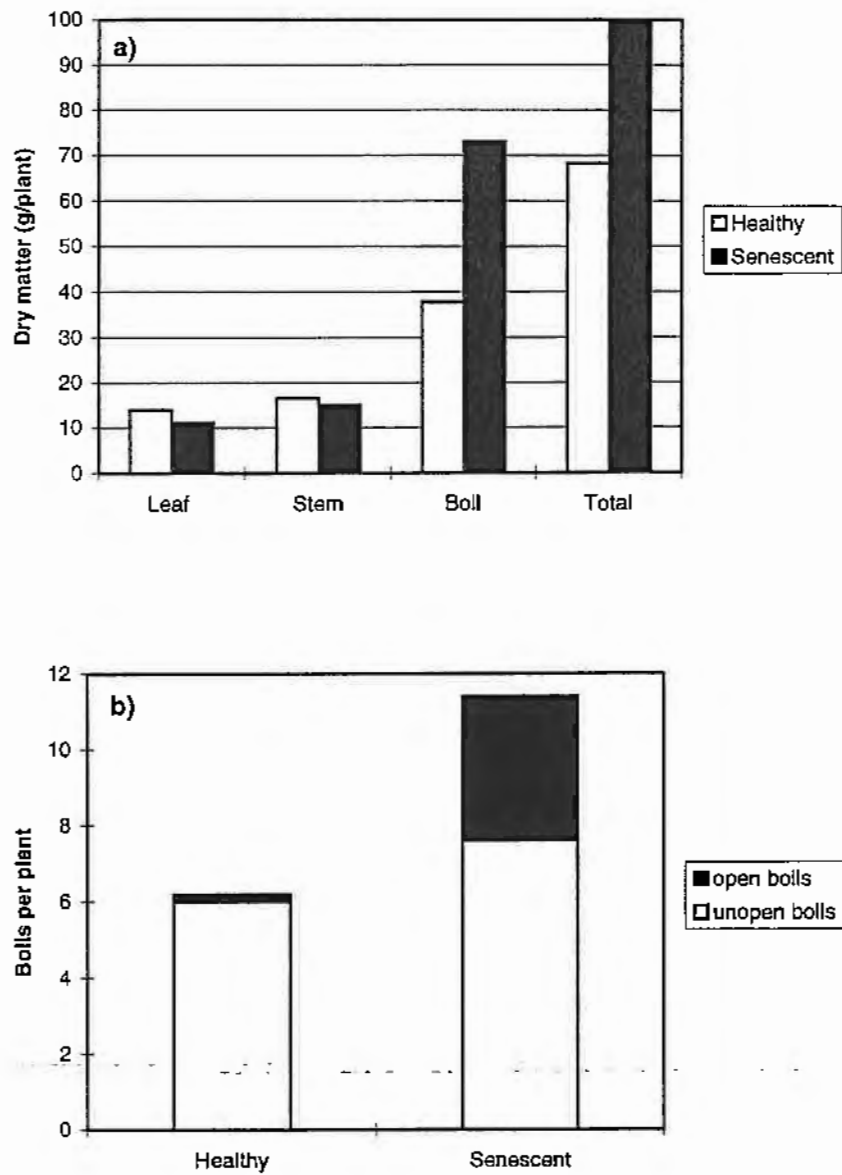 a)
Dry matter (g/plant)
100
90
80
70
60
50
40
30
20
10
0
Leaf Stem Boll Total
Healthy
Senescent
b)
Bolls per plant
12
10
8
6
4
2
0
Healthy Senescent
open bolls
unopen bolls